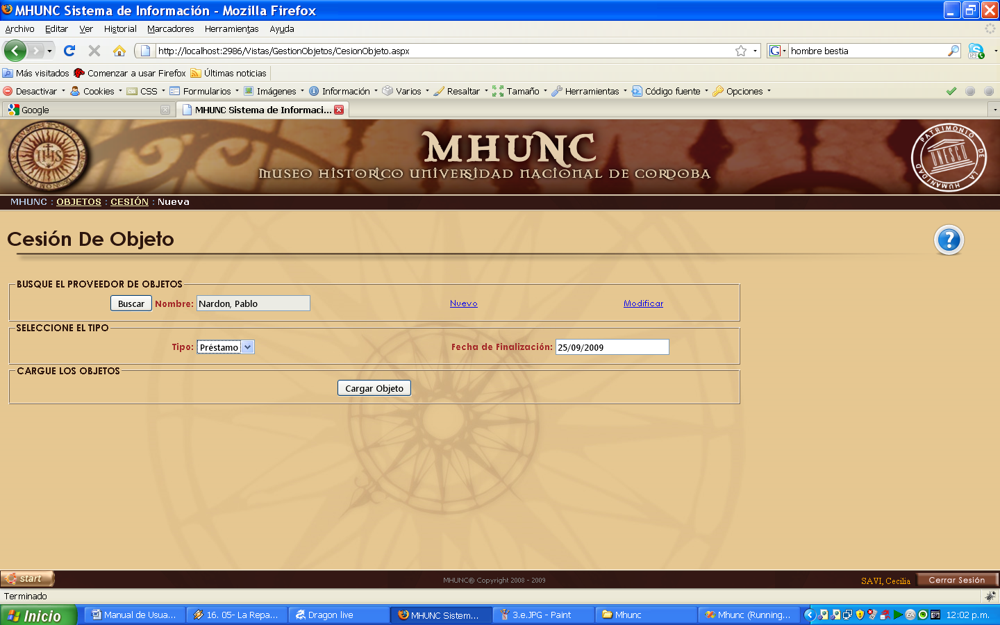 MHUNC Sistema de Información - Mozilla Firefox
Archivo Editar Ver Historial Marcadores Herramientas Ayuda
http://localhost:2986/Vistas/GestionObjetos/CesionObjeto.aspx G hombre bestia
Más visitados Comenzar a usar Firefox Últimas noticias
Desactivar Cookies CSS Formularios Imágenes Información Varios Resaltar Tamaño Herramientas Código fuente Opciones
Google MHUNC Sistema de Informaci...
IHS MHUNC PATRIMONIO DE LA HUMANIDAD UNESCO
MUSEO HISTORICO UNIVERSIDAD NACIONAL DE CORDOBA
MHUNC : OBJETOS : CESIÓN : Nueva
Cesión De Objeto ?
BUSQUE EL PROVEEDOR DE OBJETOS
Buscar Nombre: Nardon, Pablo Nuevo Modificar
SELECCIONE EL TIPO
Tipo: Préstamo Fecha de Finalización: 25/09/2009
CARGUE LOS OBJETOS
Cargar Objeto
start MHUNC® Copyright 2008 - 2009 SAVI, Cecilia Cerrar Sesión
Terminado
Inicio Manual de Usua... 16. 05- La Repa... Dragon live MHUNC Sistem... 3.e.JPG - Paint Mhunc Mhunc (Running... 12:02 p.m.